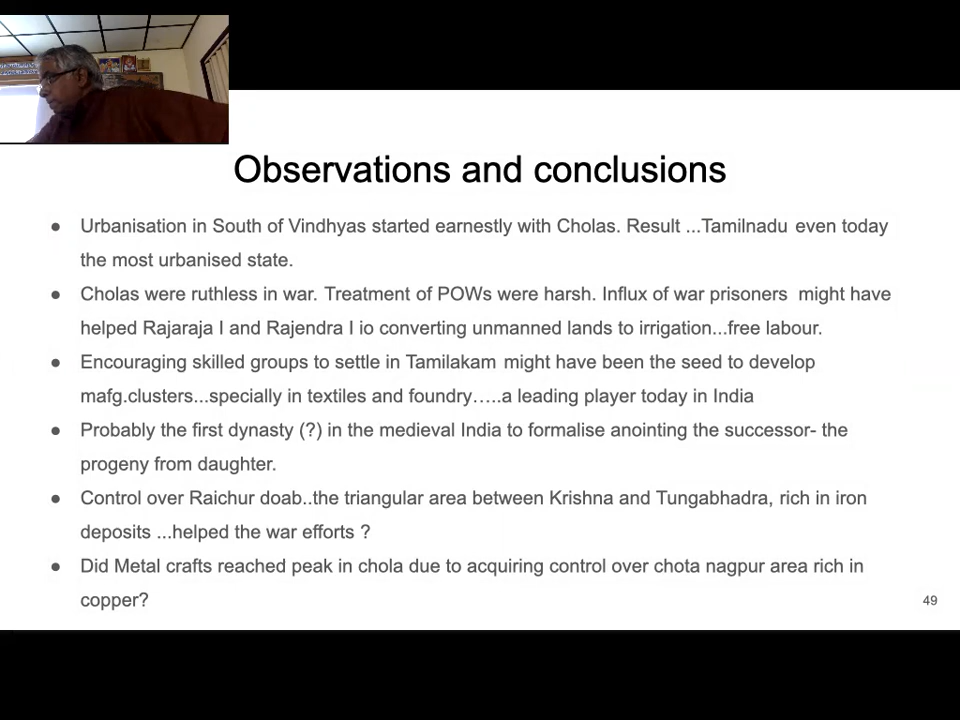 Observations and conclusions
● Urbanisation in South of Vindhyas started earnestly with Cholas. Result ...Tamilnadu even today
the most urbanised state.
● Cholas were ruthless in war. Treatment of POWs were harsh. Influx of war prisoners might have
helped Rajaraja I and Rajendra I io converting unmanned lands to irrigation...free labour.
● Encouraging skilled groups to settle in Tamilakam might have been the seed to develop
mafg.clusters...specially in textiles and foundry…..a leading player today in India
● Probably the first dynasty (?) in the medieval India to formalise anointing the successor- the
progeny from daughter.
● Control over Raichur doab..the triangular area between Krishna and Tungabhadra, rich in iron
deposits ...helped the war efforts ?
● Did Metal crafts reached peak in chola due to acquiring control over chota nagpur area rich in
copper?
49